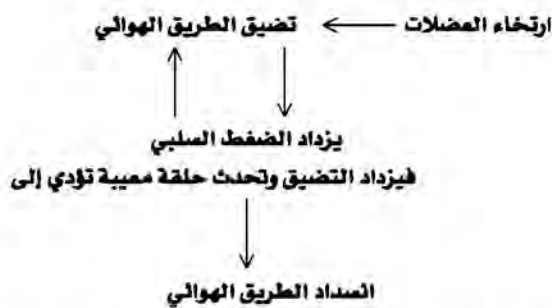 ارتخاء العضلات ← تضيق الطريق الهوائي
يزداد الضغط السلبي
فيزداد التضيق وتحدث حلقة معيبة تؤدي إلى
انسداد الطريق الهوائي